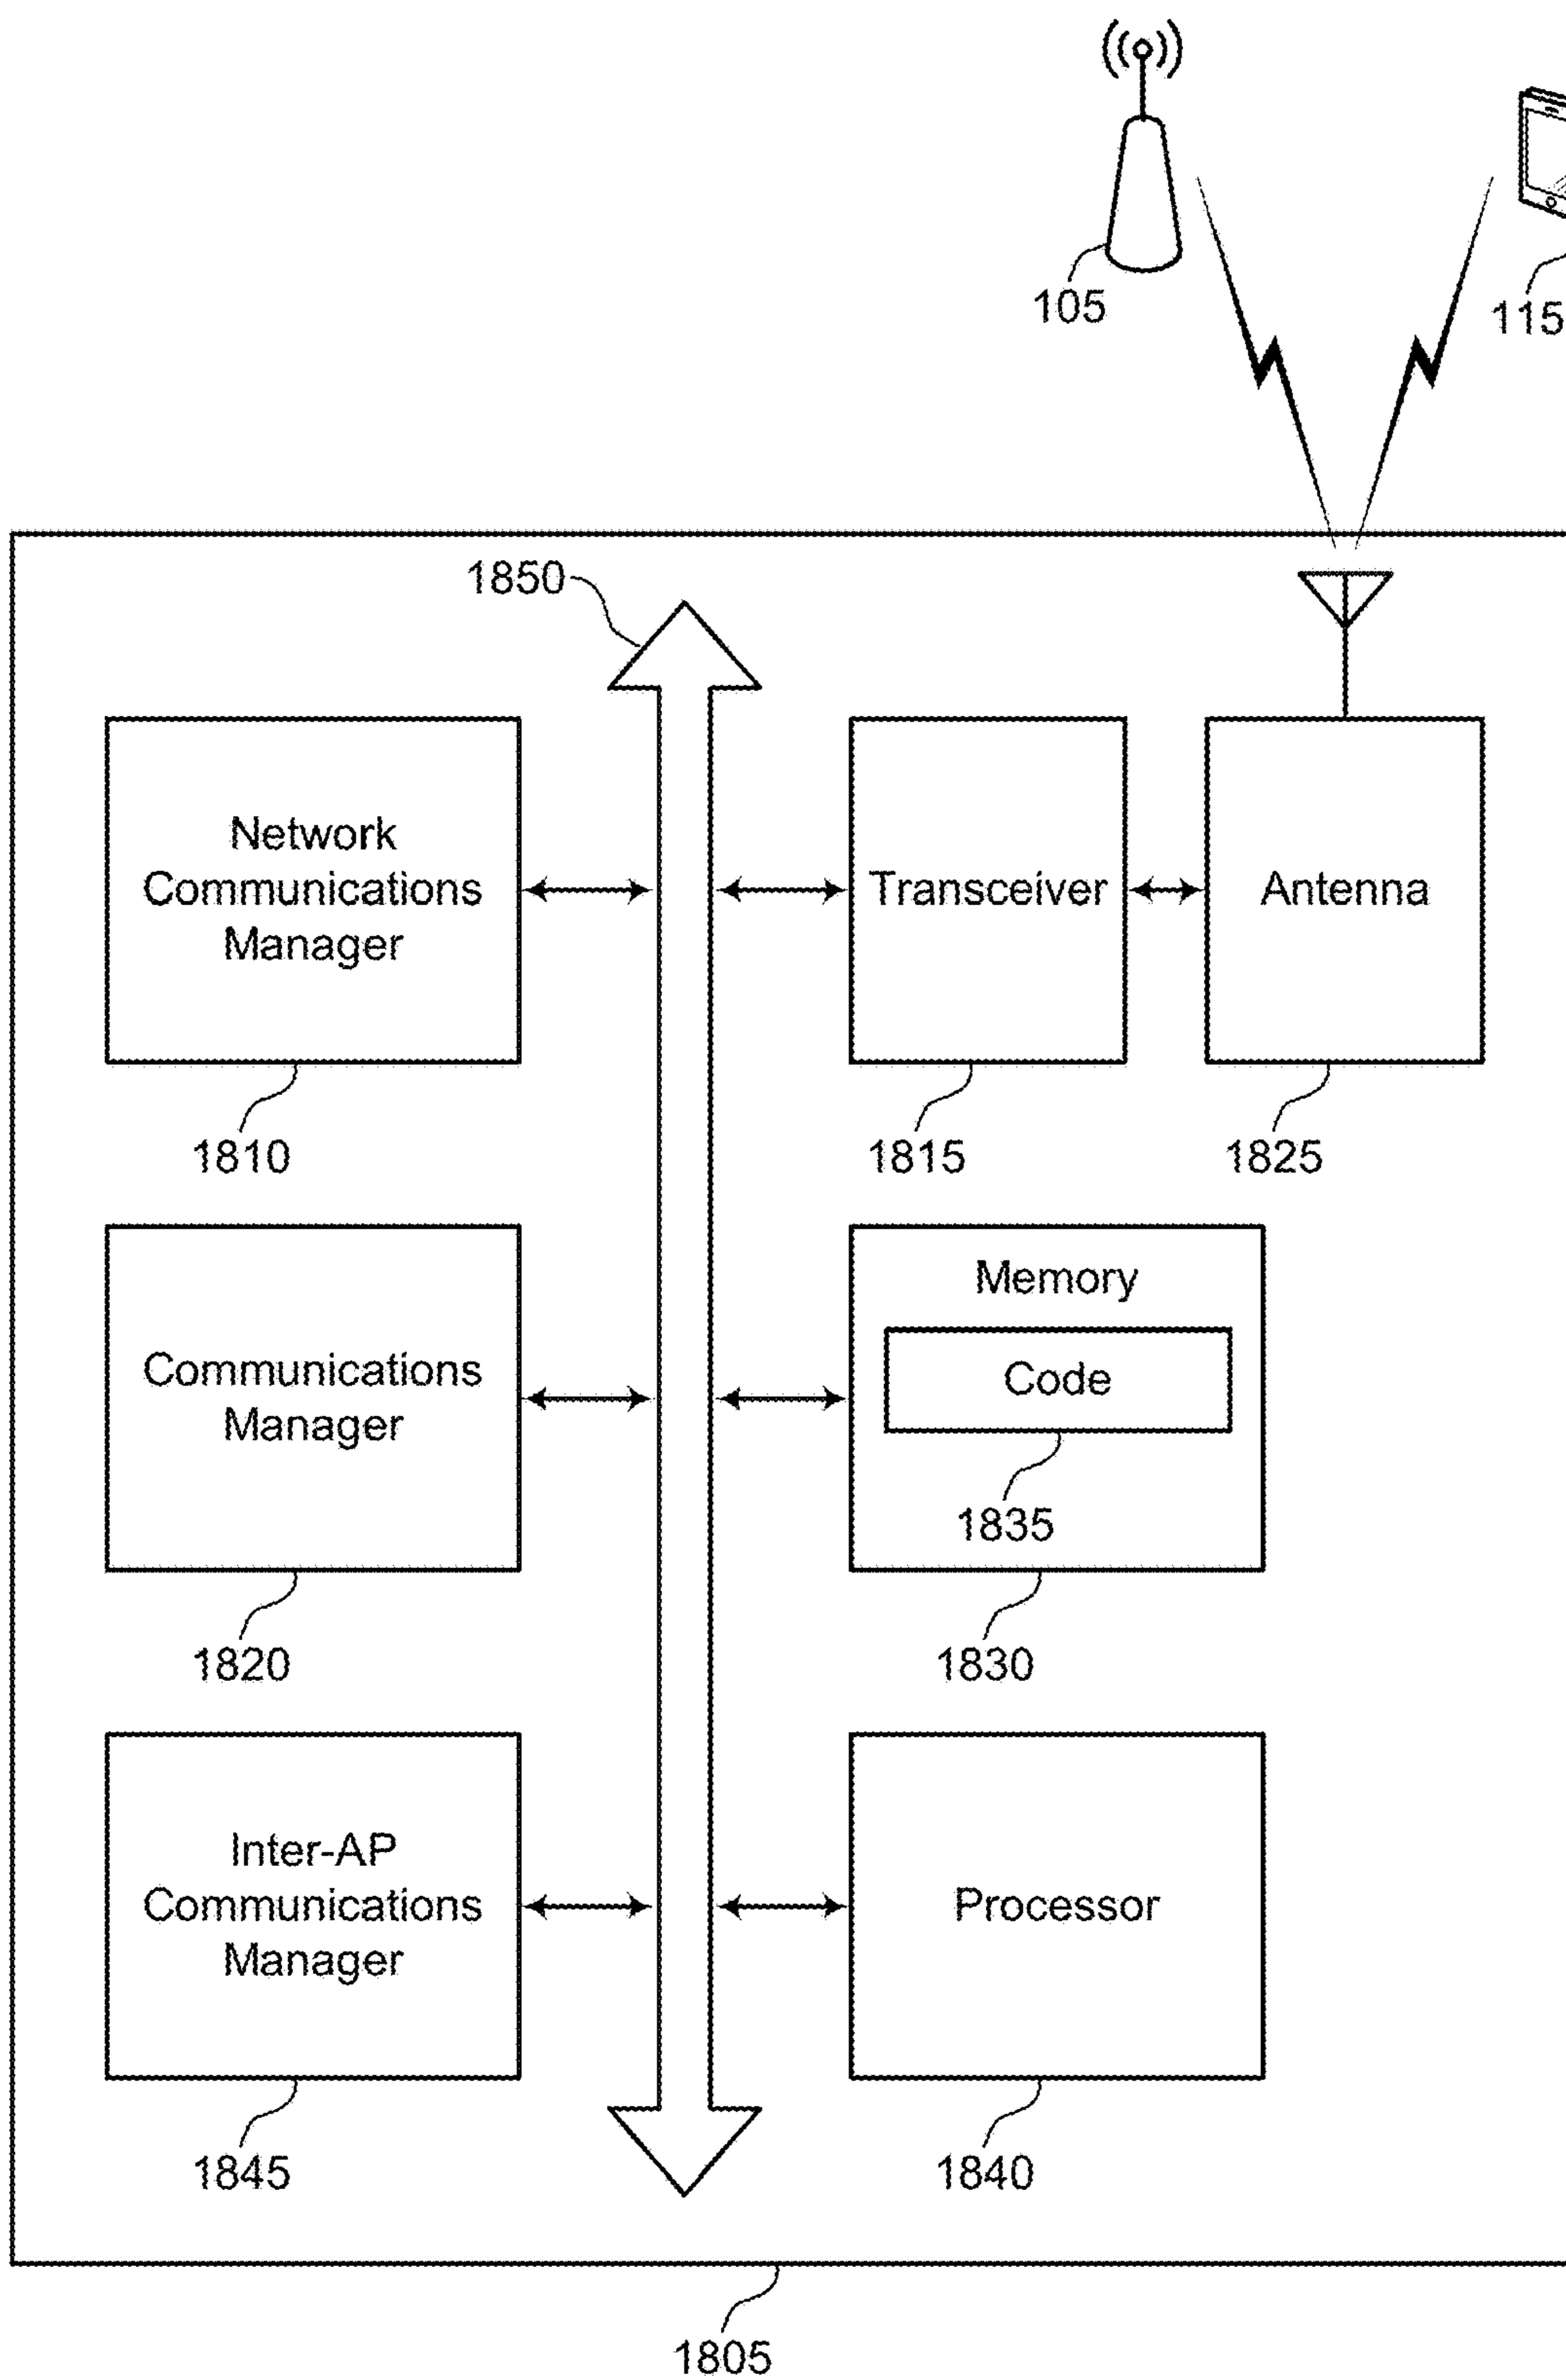 105
115
1850
Network
Communications
Manager
Transceiver
Antenna
1810
1815
1825
Communications
Manager
Memory
Code
1835
1820
1830
Inter-AP
Communications
Manager
Processor
1845
1840
1805